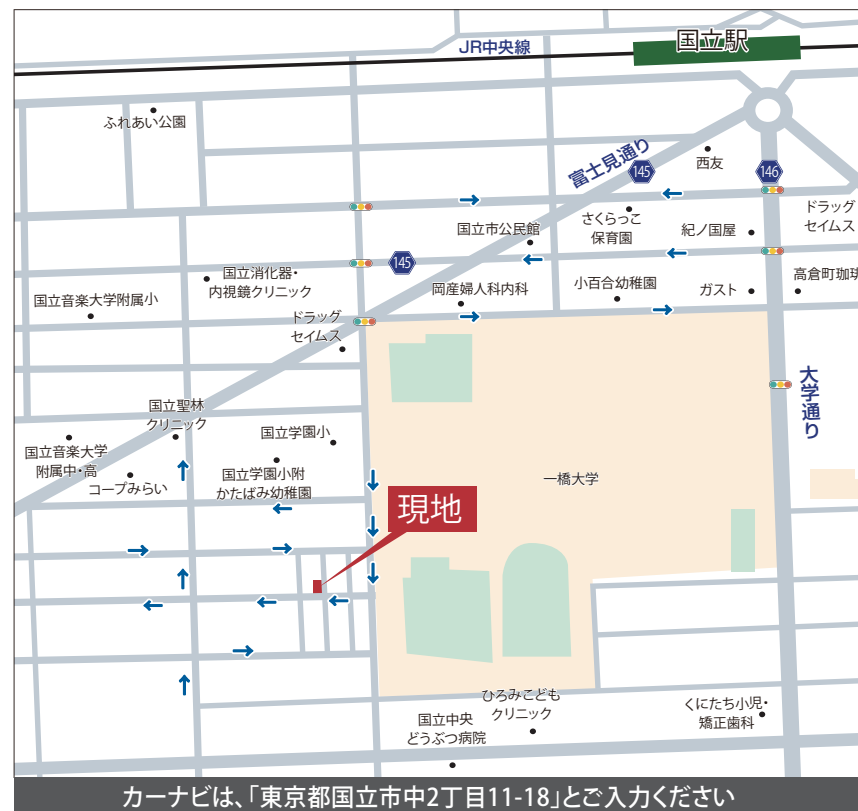 JR中央線
国立駅
ふれあい公園
富士見通り
145
西友
146
国立市公民館
さくらっこ
保育園
紀ノ国屋
ドラッグ
セイムス
145
国立消化器・
内視鏡クリニック
国立音楽大学附属小
岡産婦人科内科
小百合幼稚園
ガスト
高倉町珈琲
ドラッグ
セイムス
大学通り
国立聖林
クリニック
国立学園小
国立音楽大学
附属中・高
コープみらい
国立学園小附
かたばみ幼稚園
一橋大学
現地
ひろみこども
クリニック
国立中央
どうぶつ病院
くにたち小児・
矯正歯科
カーナビは、「東京都国立市中2丁目11-18」とご入力ください